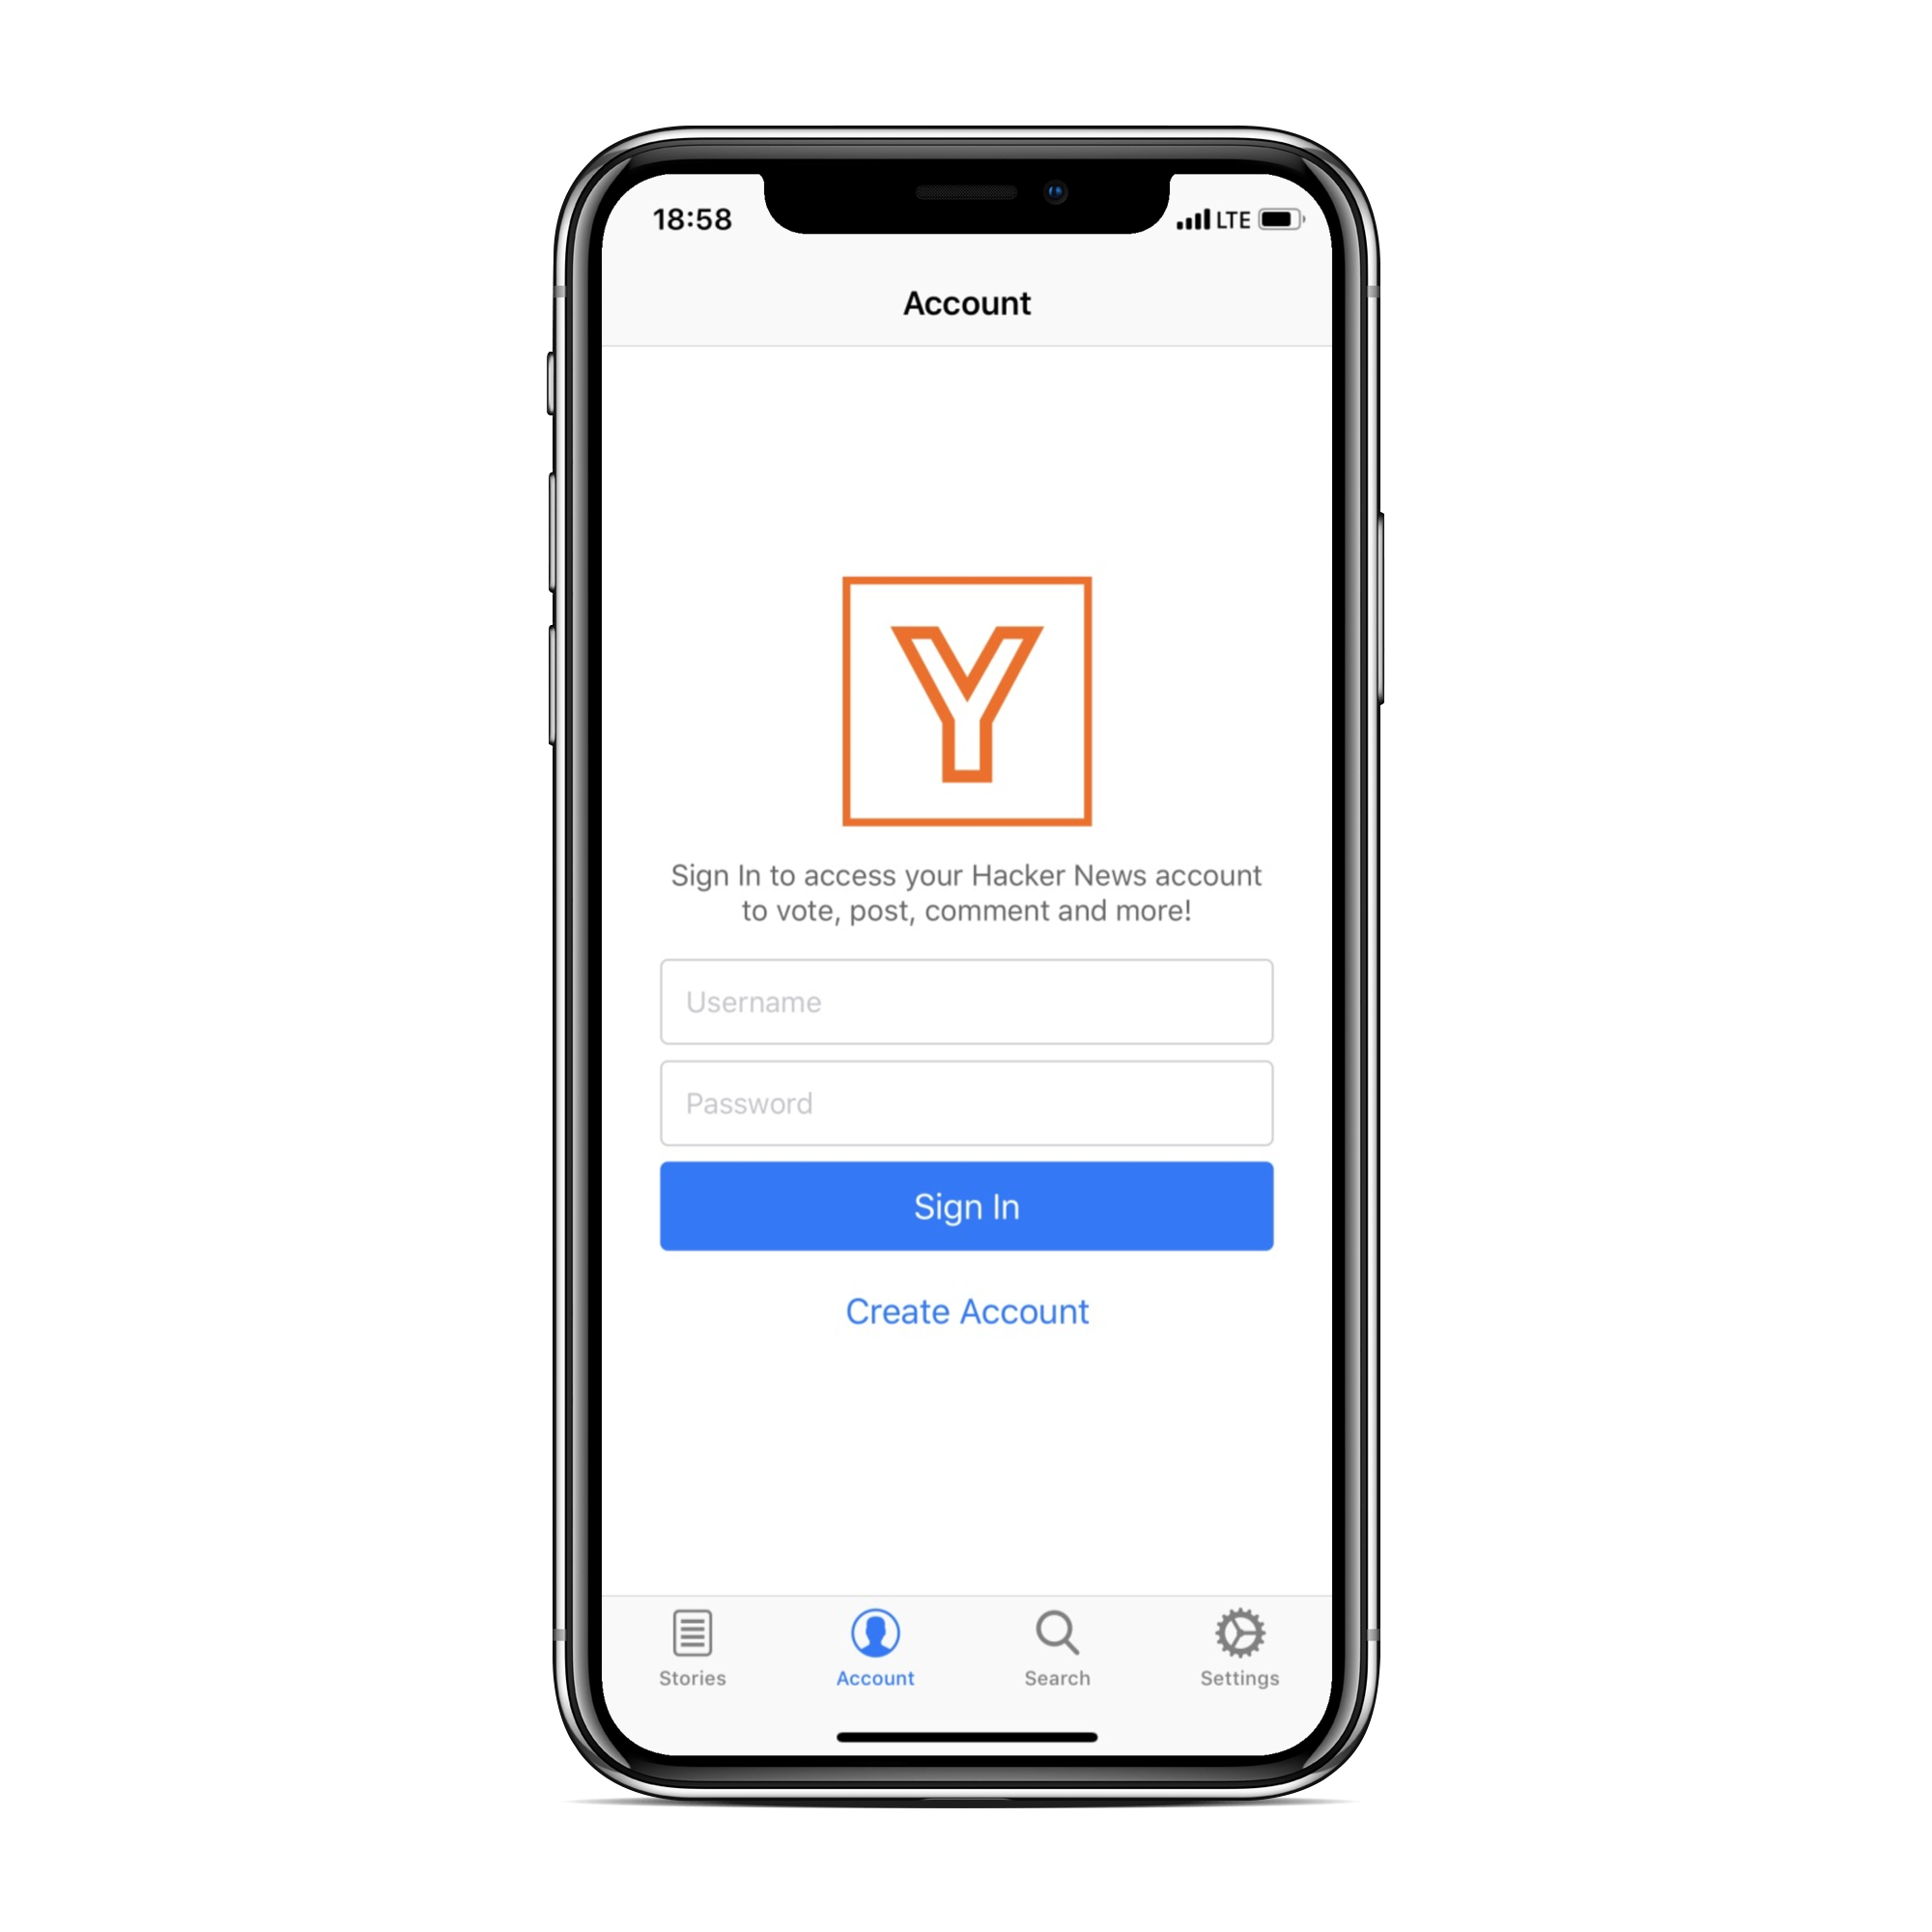 18:58
LTE
Account
Y
Sign In to access your Hacker News account
to vote, post, comment and more!
Username
Password
Sign In
Create Account
Stories
Account
Search
Settings